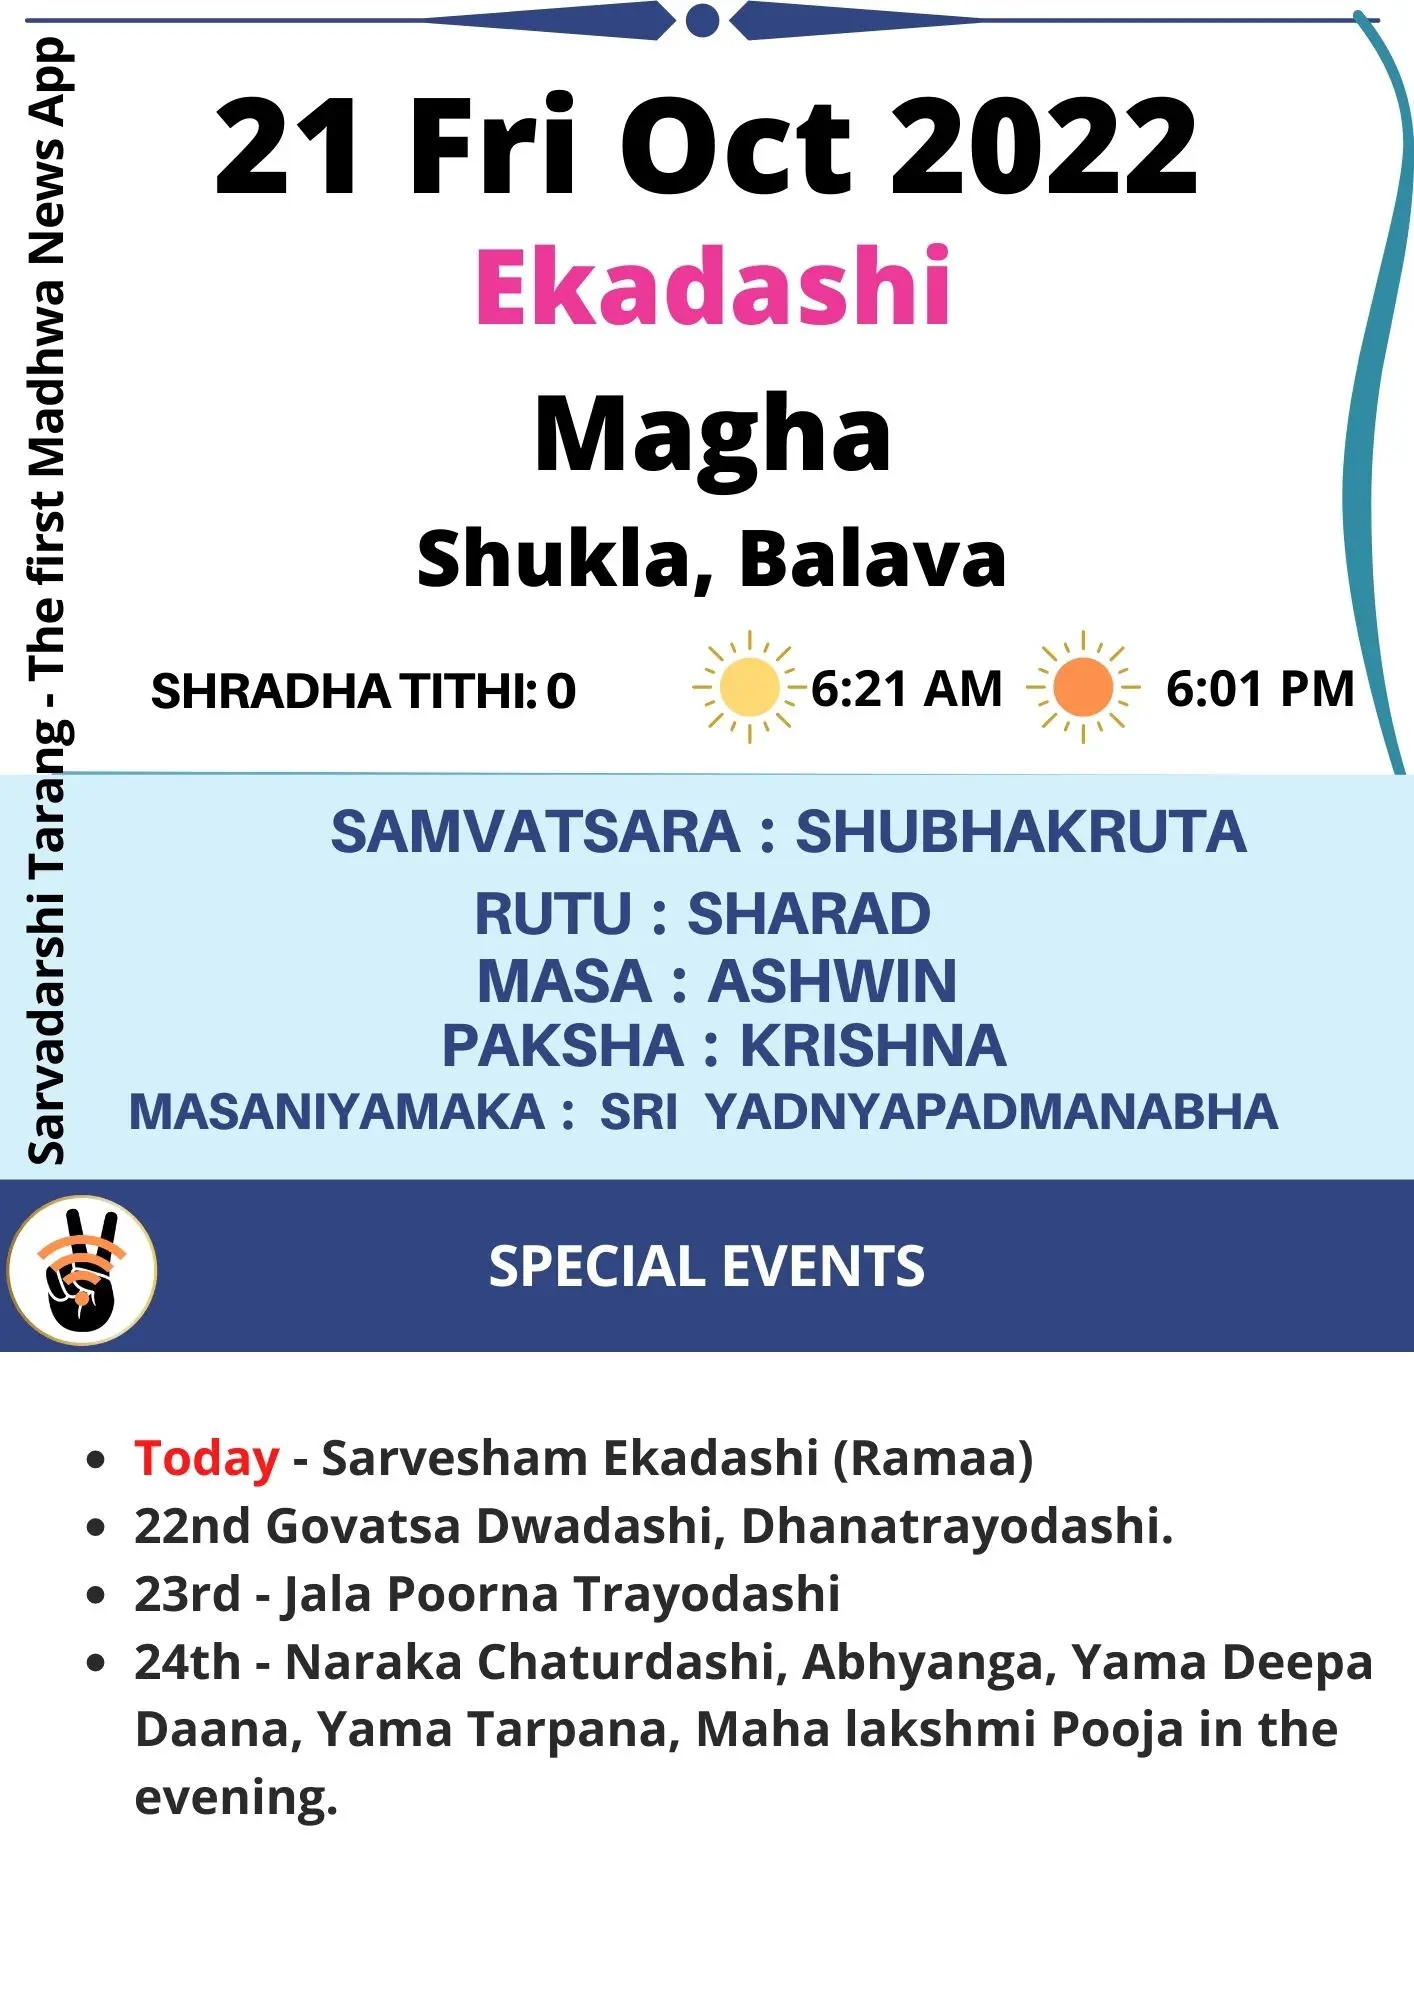 21 Fri Oct 2022
Ekadashi
Magha
Shukla, Balava
SHRADHA TITHI: 0
6:21 AM
6:01 PM
Sarvadarshi Tarang - The first Madhwa News App
SAMVATSARA : SHUBHAKRUTA
RUTU : SHARAD
MASA : ASHWIN
PAKSHA : KRISHNA
MASANIYAMAKA : SRI YADNYAPADMANABHA
SPECIAL EVENTS
• Today - Sarvesham Ekadashi (Ramaa)
• 22nd Govatsa Dwadashi, Dhanatrayodashi.
• 23rd - Jala Poorna Trayodashi
• 24th - Naraka Chaturdashi, Abhyanga, Yama Deepa
Daana, Yama Tarpana, Maha lakshmi Pooja in the
evening.